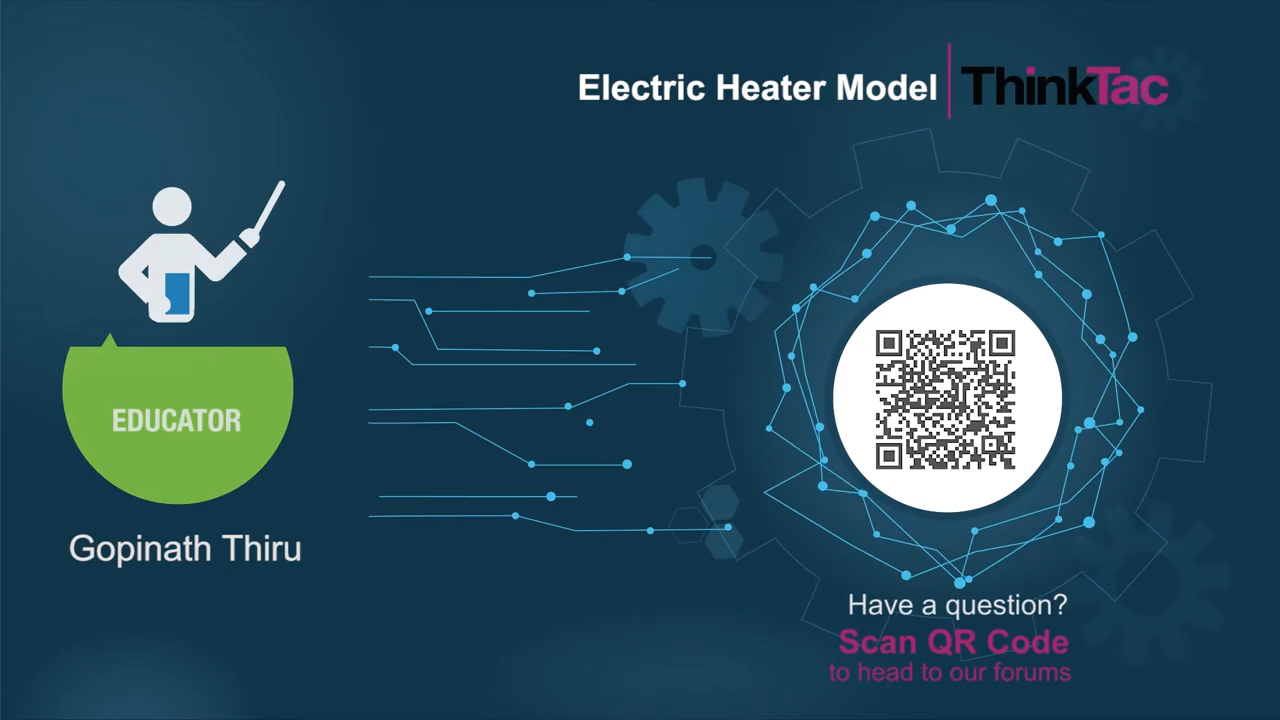 Electric Heater Model
ThinkTac
EDUCATOR
Gopinath Thiru
Have a question?
Scan QR Code
to head to our forums